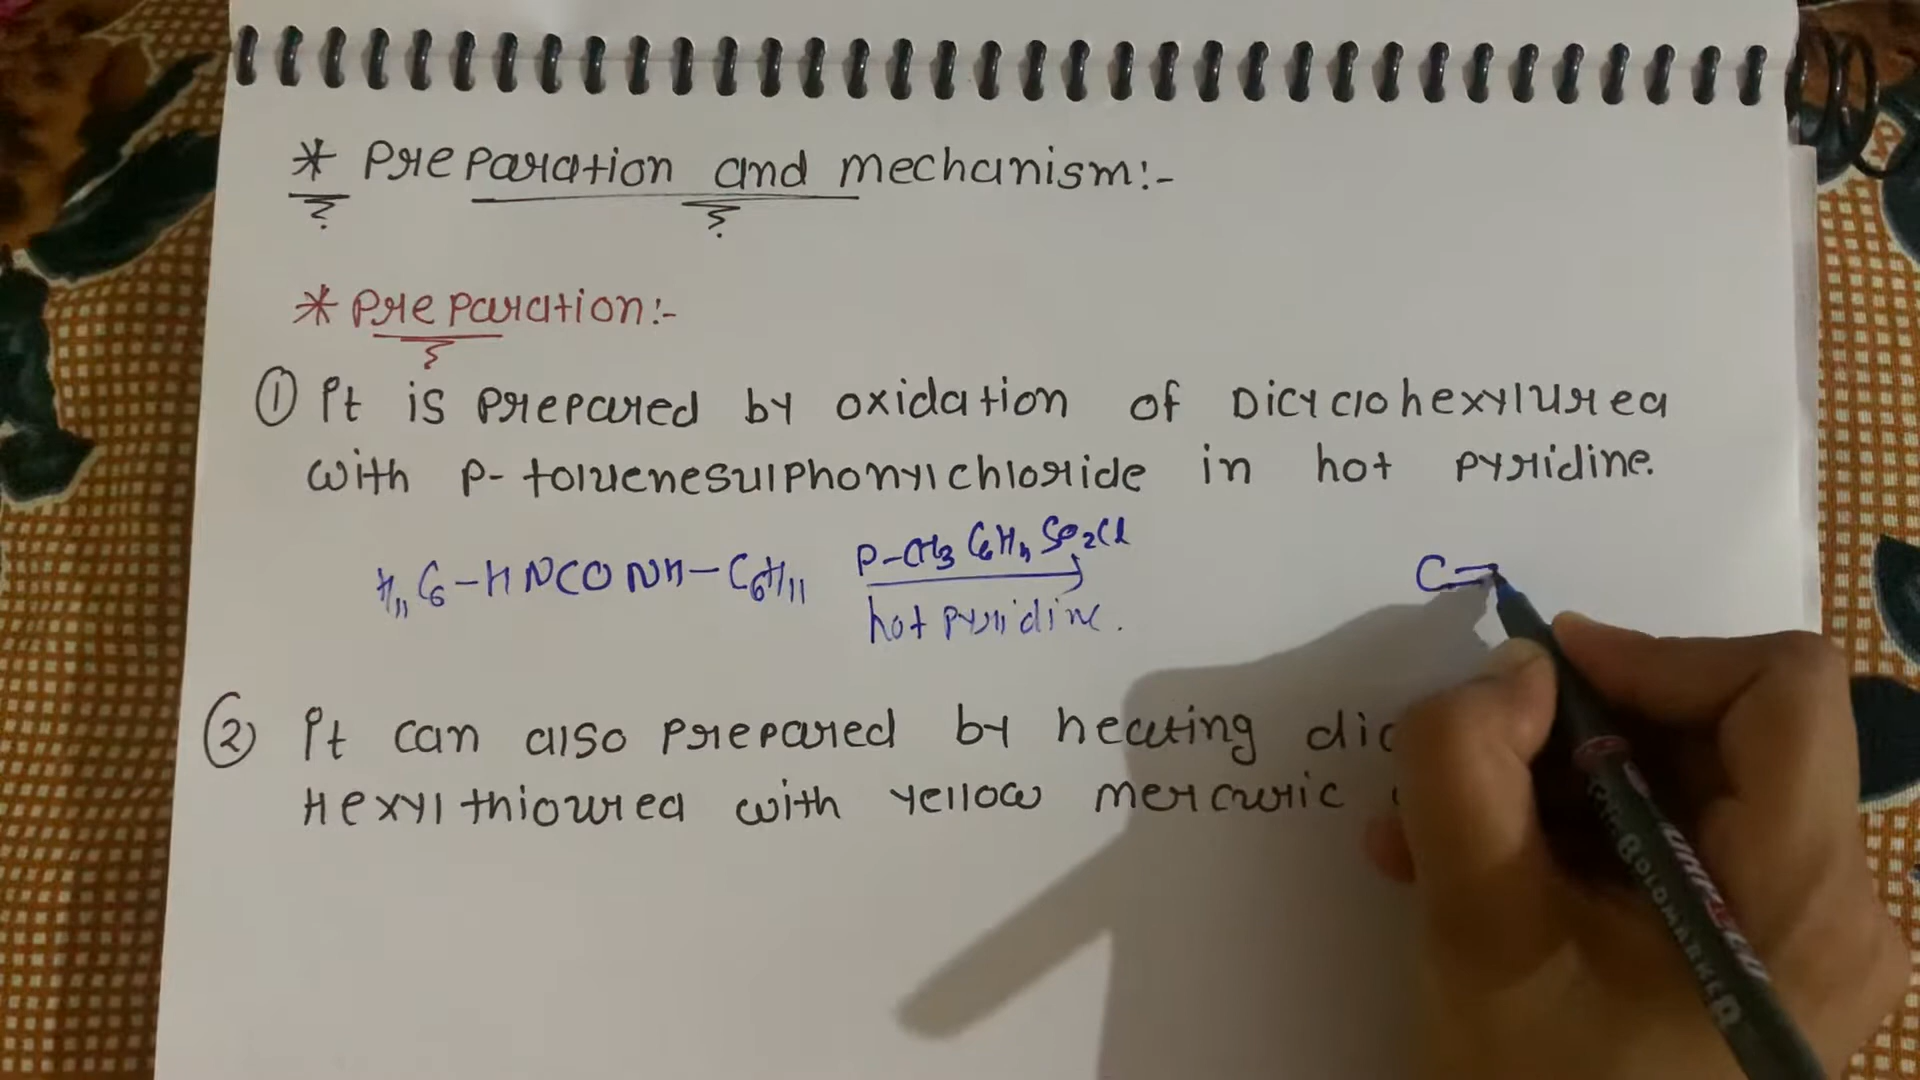 * Preparation and mechanism:-
* Preparation:-
① It is prepared by oxidation of Dicyclohexylurea
with P-toluenesulphonylchloride in hot pyridine.
H₁₁C₆-HNCONH-C₆H₁₁ P-CH₃C₆H₄SO₂Cl
hot pyridine.
C=
② It can also prepared by heating
Hexylthiourea with yellow mercuric
ROLOMARKER